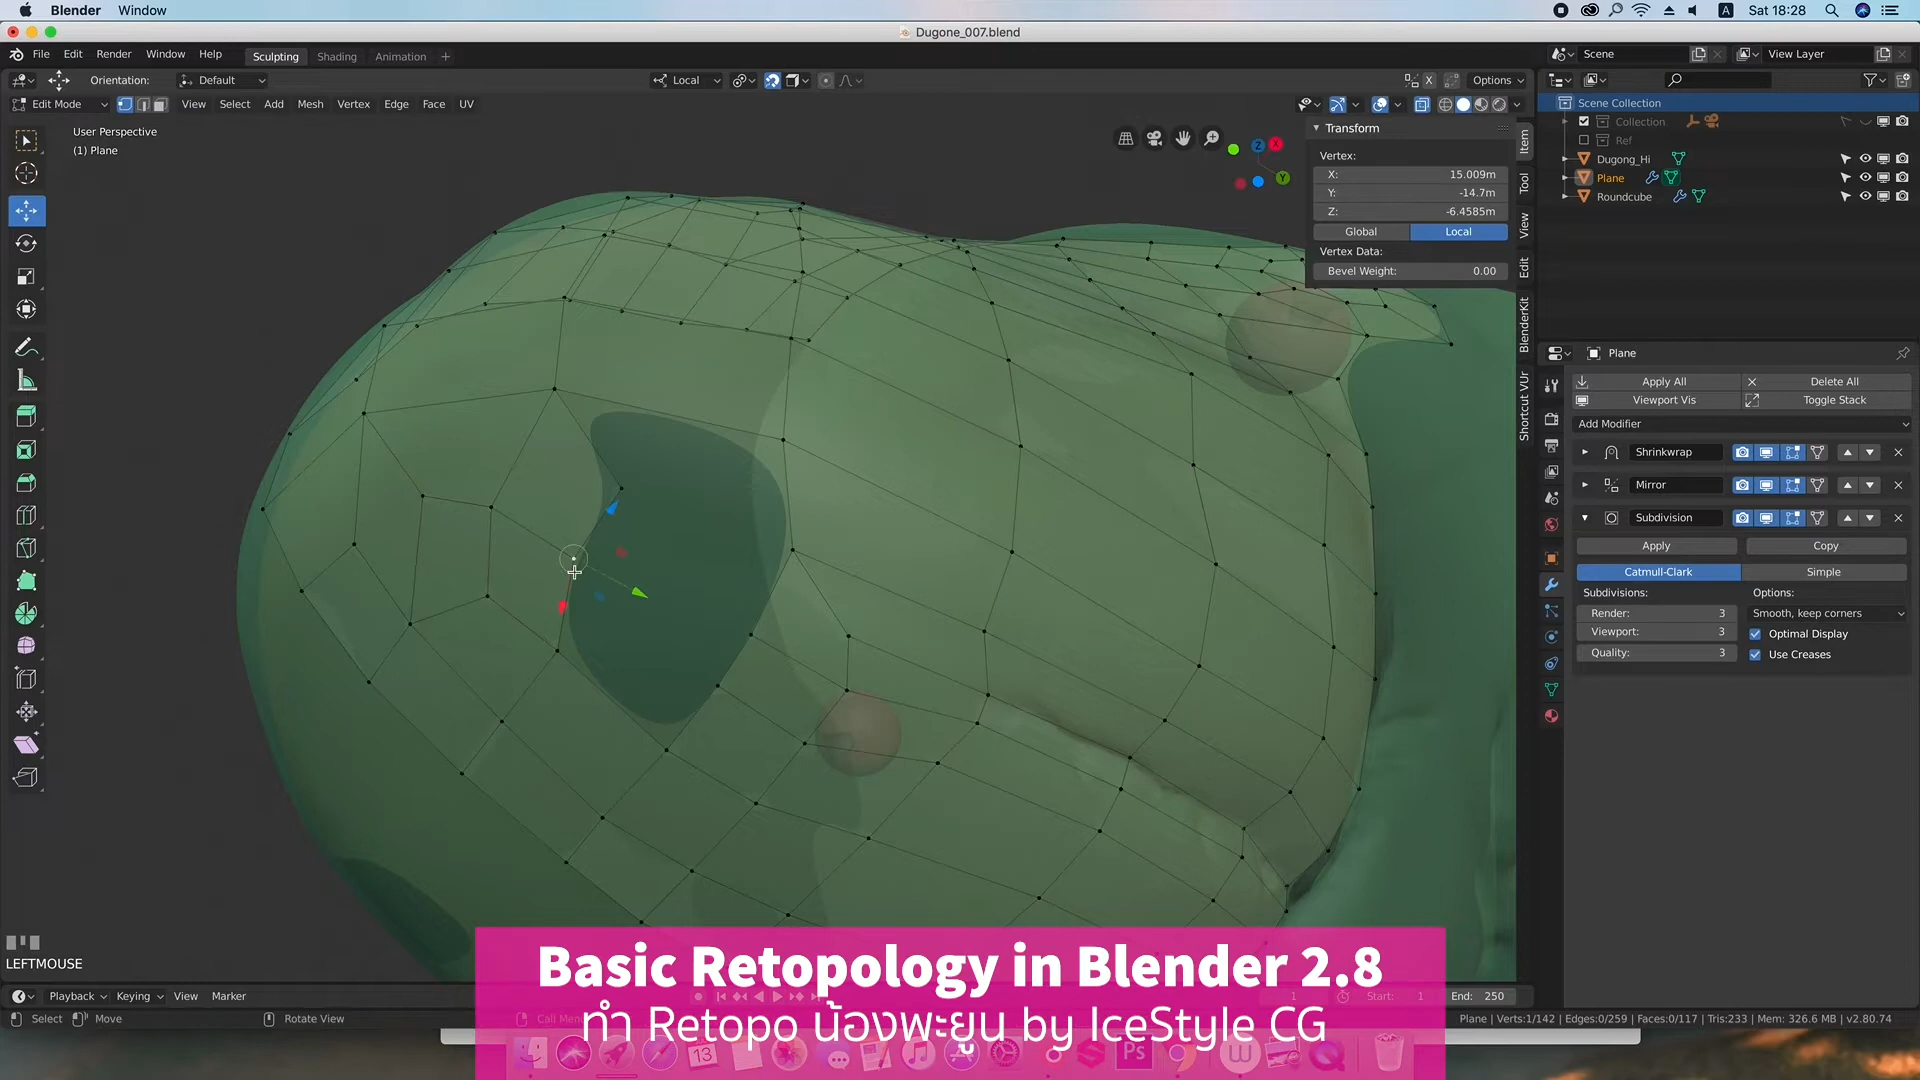 Blender Window
Sat 18:28
Dugone_007.blend
File Edit Render Window Help Sculpting Shading Animation +
Scene View Layer
Orientation: Default Local Options
Edit Mode View Select Add Mesh Vertex Edge Face UV
Scene Collection
Collection
Ref
Dugong_Hi
Plane
Roundcube
User Perspective
(1) Plane
Z X Y
Transform
Vertex:
X: 15.009m
Y: -14.7m
Z: -6.4585m
Global Local
Vertex Data:
Bevel Weight: 0.00
Item
Tool
View
Edit
BlenderKit
Shortcut VUr
Plane
Apply All Delete All
Viewport Vis Toggle Stack
Add Modifier
Shrinkwrap
Mirror
Subdivision
Apply Copy
Catmull-Clark Simple
Subdivisions: Options:
Render: 3 Smooth, keep corners
Viewport: 3 Optimal Display
Quality: 3 Use Creases
LEFTMOUSE
Basic Retopology in Blender 2.8
ทำ Retopo น้องพะยูน by IceStyle CG
Playback Keying View Marker
1 Start: 1 End: 250
Select Move Rotate View Call Menu
Plane | Verts:1/142 | Edges:0/259 | Faces:0/117 | Tris:233 | Mem: 326.6 MB | v2.80.74
13
Ps